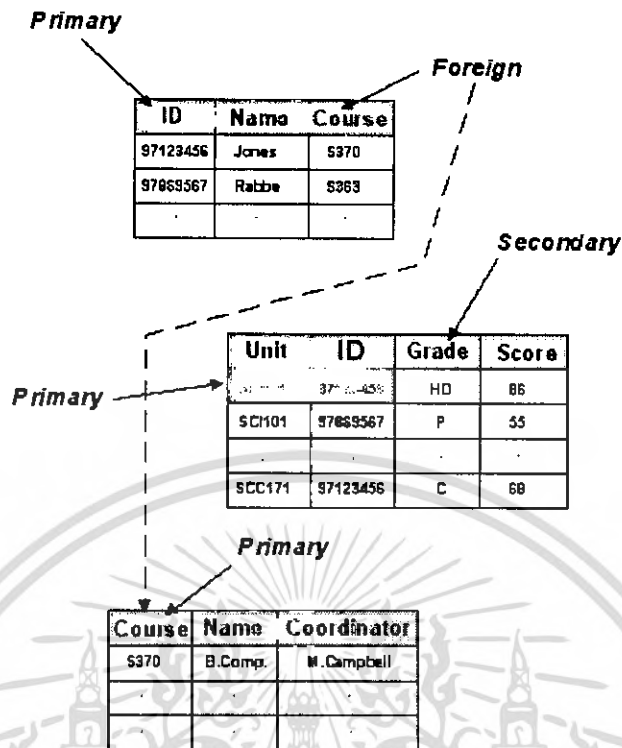 Primary
Foreign
ID Name Course
97123456 Jones S370
97869567 Rabbe S363
. . .
Secondary
Unit ID Grade Score
Primary
HD 86
SCI101 97869567 P 55
. . . .
SCC171 97123456 C 68
Primary
Course Name Coordinator
S370 B.Comp. M.Campbell
. . .
. . .